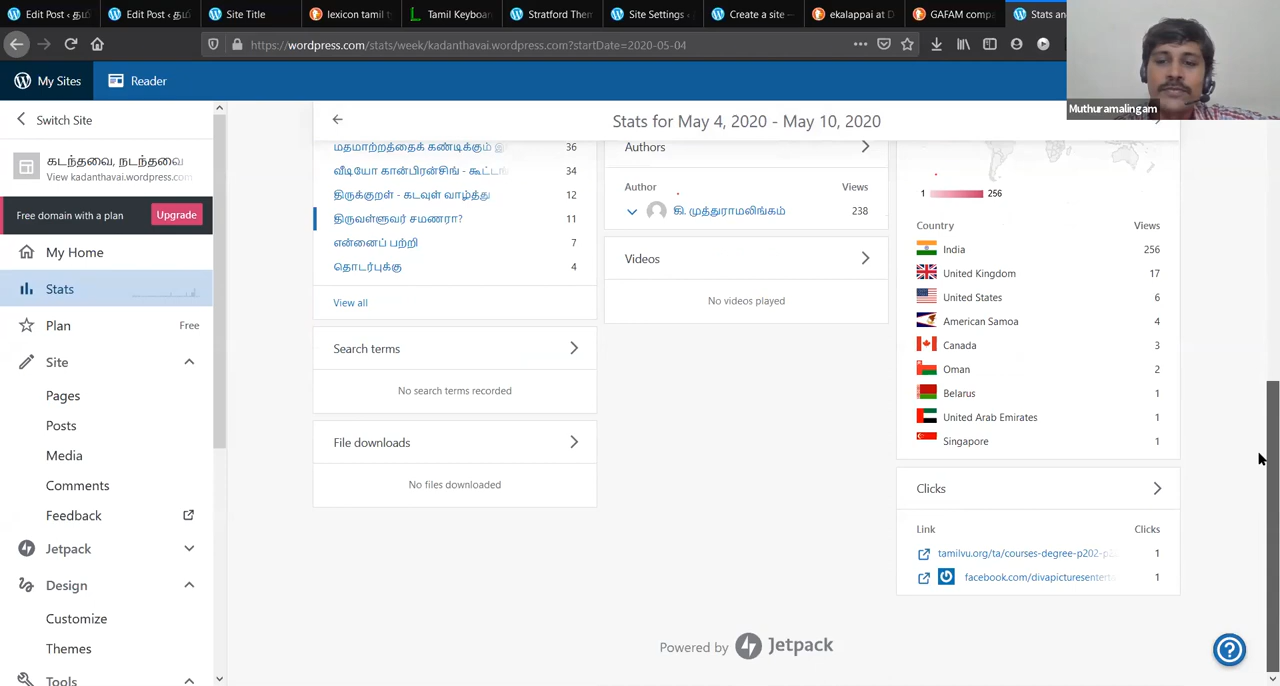 Edit Post ‹ தமி
Edit Post ‹ தமி
Site Title
lexicon tamil t
Tamil Keyboar
Stratford Them
Site Settings ‹
Create a site —
ekalappai at D
GAFAM comp
Stats an
https://wordpress.com/stats/week/kadanthavai.wordpress.com?startDate=2020-05-04
My Sites
Reader
Muthuramalingam
Switch Site
கடந்தவை, நடந்தவை
View kadanthavai.wordpress.com
Free domain with a plan
Upgrade
My Home
Stats
Plan
Free
Site
Pages
Posts
Media
Comments
Feedback
Jetpack
Design
Customize
Themes
Tools
Stats for May 4, 2020 - May 10, 2020
மதமாற்றத்தைக் கண்டிக்கும் இ 36
வீடியோ கான்பிரன்சிங் - கூட்ட 34
திருக்குறள் - கடவுள் வாழ்த்து 12
திருவள்ளுவர் சமணரா? 11
என்னைப் பற்றி 7
தொடர்புக்கு 4
View all
Search terms
No search terms recorded
File downloads
No files downloaded
Authors
Author Views
கி. முத்துராமலிங்கம் 238
Videos
No videos played
1 256
Country Views
India 256
United Kingdom 17
United States 6
American Samoa 4
Canada 3
Oman 2
Belarus 1
United Arab Emirates 1
Singapore 1
Clicks
Link Clicks
tamilvu.org/ta/courses-degree-p202-p 1
facebook.com/divapicturesenterta 1
Powered by Jetpack